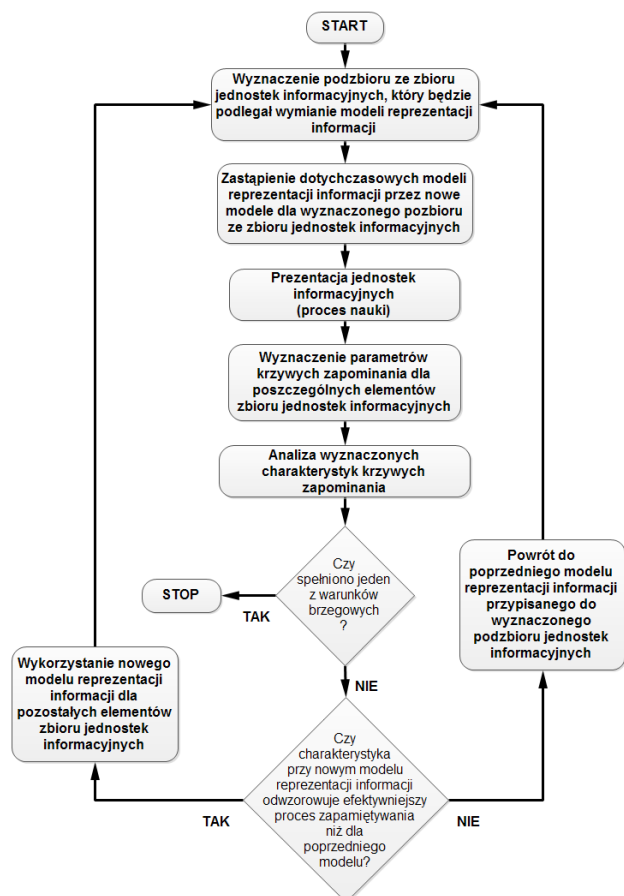 START
Wyznaczenie podzbioru ze zbioru
jednostek informacyjnych, który będzie
podlegał wymianie modeli reprezentacji
informacji
Zastąpienie dotychczasowych modeli
reprezentacji informacji przez nowe
modele dla wyznaczonego pozbioru
ze zbioru jednostek informacyjnych
Prezentacja jednostek
informacyjnych
(proces nauki)
Wyznaczenie parametrów
krzywych zapominania dla
poszczególnych elementów
zbioru jednostek informacyjnych
Analiza wyznaczonych
charakterystyk krzywych
zapominania
Czy
spełniono jeden
z warunków
brzegowych
?
TAK
STOP
NIE
Czy
charakterystyka
przy nowym modelu
reprezentacji informacji
odwzorowuje efektywniejszy
proces zapamiętywania
niż dla
poprzedniego
modelu?
TAK
NIE
Wykorzystanie nowego
modelu reprezentacji
informacji dla
pozostałych elementów
zbioru jednostek
informacyjnych
Powrót do
poprzedniego modelu
reprezentacji informacji
przypisanego do
wyznaczonego
podzbioru jednostek
informacyjnych